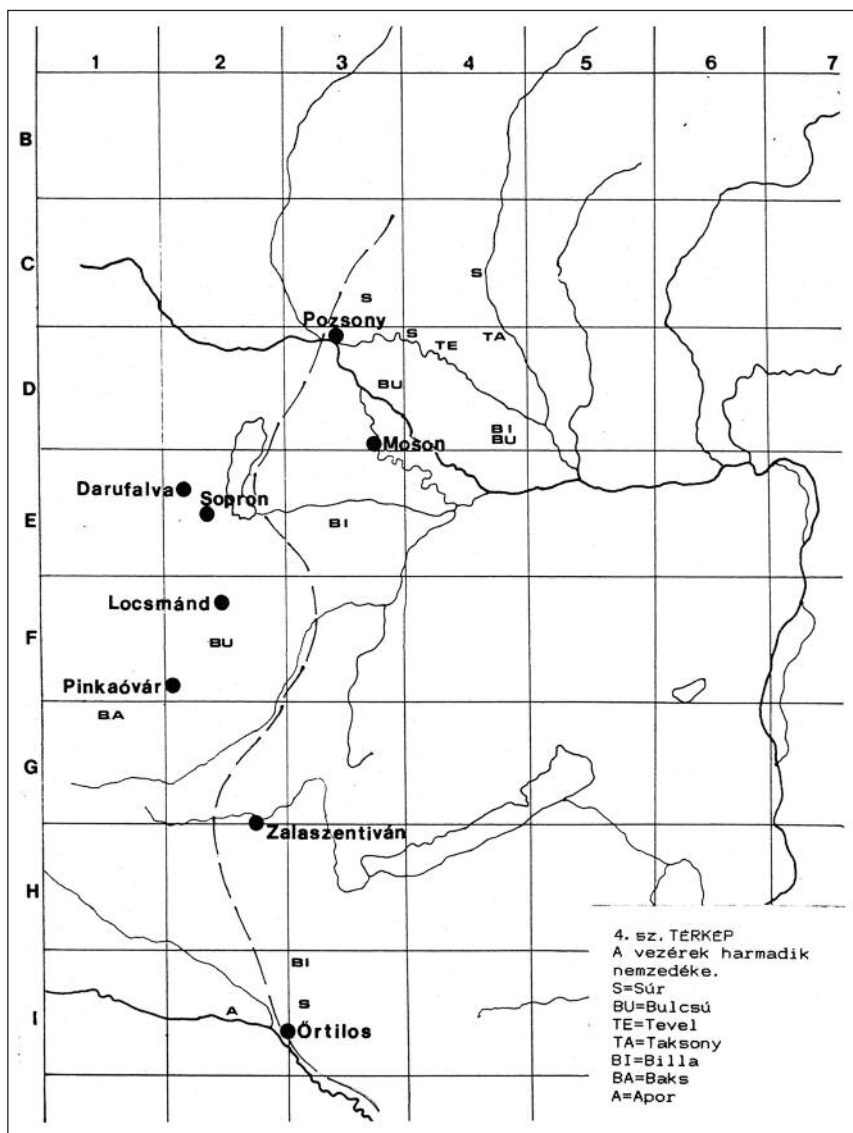 1 2 3 4 5 6 7
B
C
S
S
Pozsony
S
TE
TA
D
BU
BI
BU
Moson
Darufalva
Sopron
E
BI
Locsmánd
F
BU
Pinkaóvár
BA
G
Zalaszentiván
H
I
BI
S
A
Őrtilos
4. sz. TÉRKÉP
A vezérek harmadik
nemzedéke.
S=Súr
BU=Bulcsú
TE=Tevel
TA=Taksony
BI=Billa
BA=Baks
A=Apor